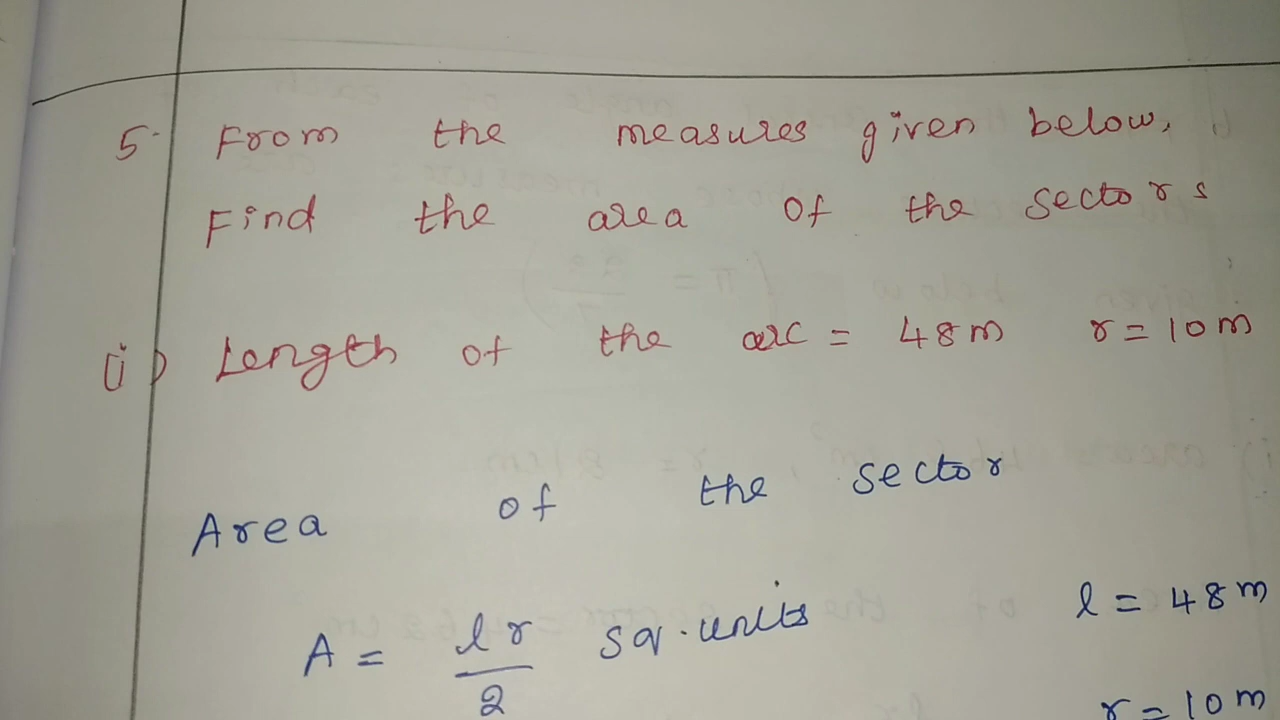 5. From the measures given below,
Find the area of the sectors
(i) Length of the arc = 48m r = 10m
Area of the sector
A = lr/2 sq.units l = 48m
r = 10m